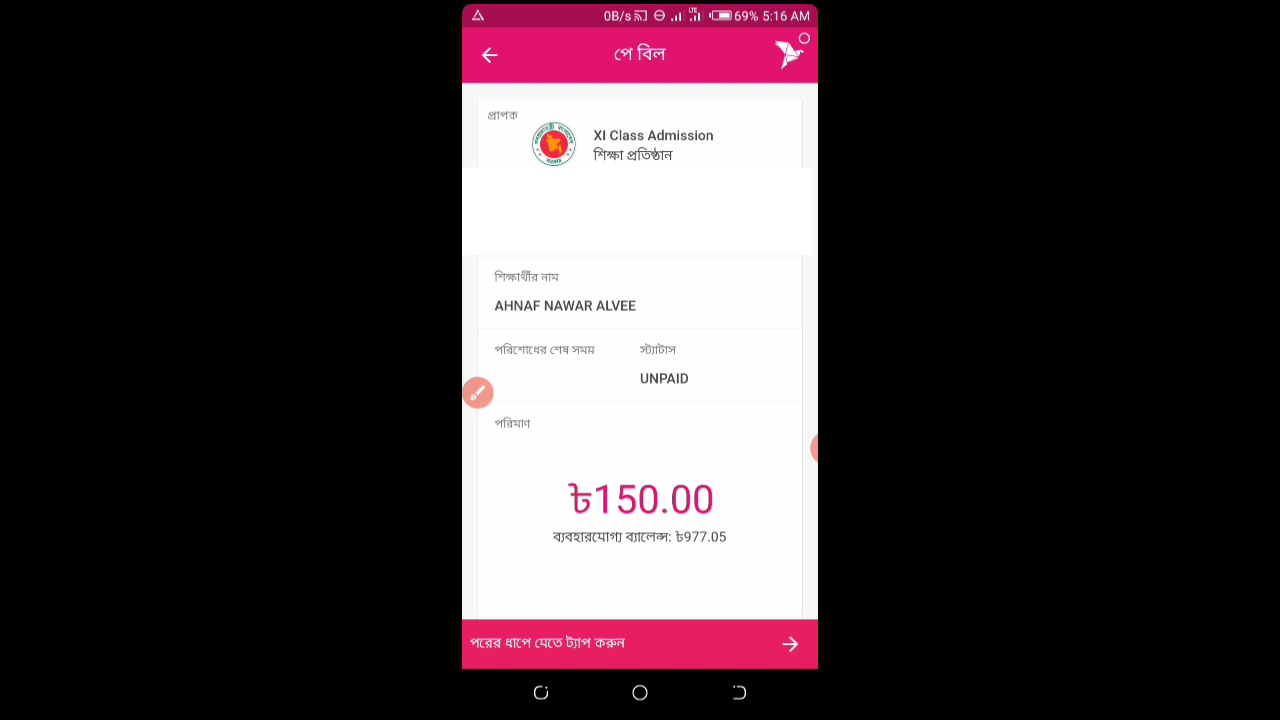 0B/s LTE 69% 5:16 AM
পে বিল
প্রাপক
XI Class Admission
শিক্ষা প্রতিষ্ঠান
শিক্ষার্থীর নাম
AHNAF NAWAR ALVEE
পরিশোধের শেষ সময় স্ট্যাটাস
UNPAID
পরিমাণ
৳150.00
ব্যবহারযোগ্য ব্যালেন্স: ৳977.05
পরের ধাপে যেতে ট্যাপ করুন